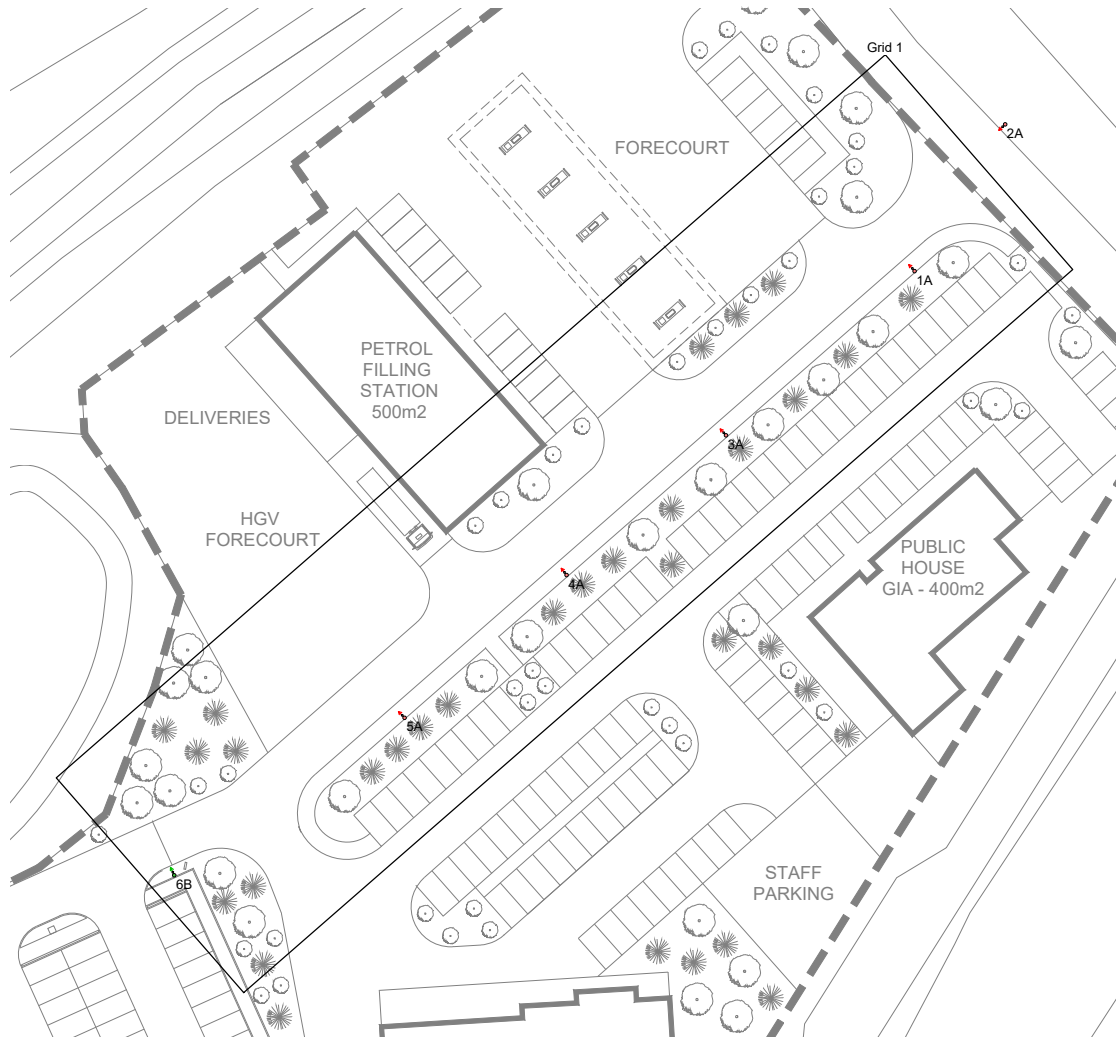 Grid 1
2A
FORECOURT
1A
PETROL
FILLING
STATION
500m2
DELIVERIES
3A
HGV
FORECOURT
PUBLIC
HOUSE
GIA - 400m2
4A
5A
6B
STAFF
PARKING